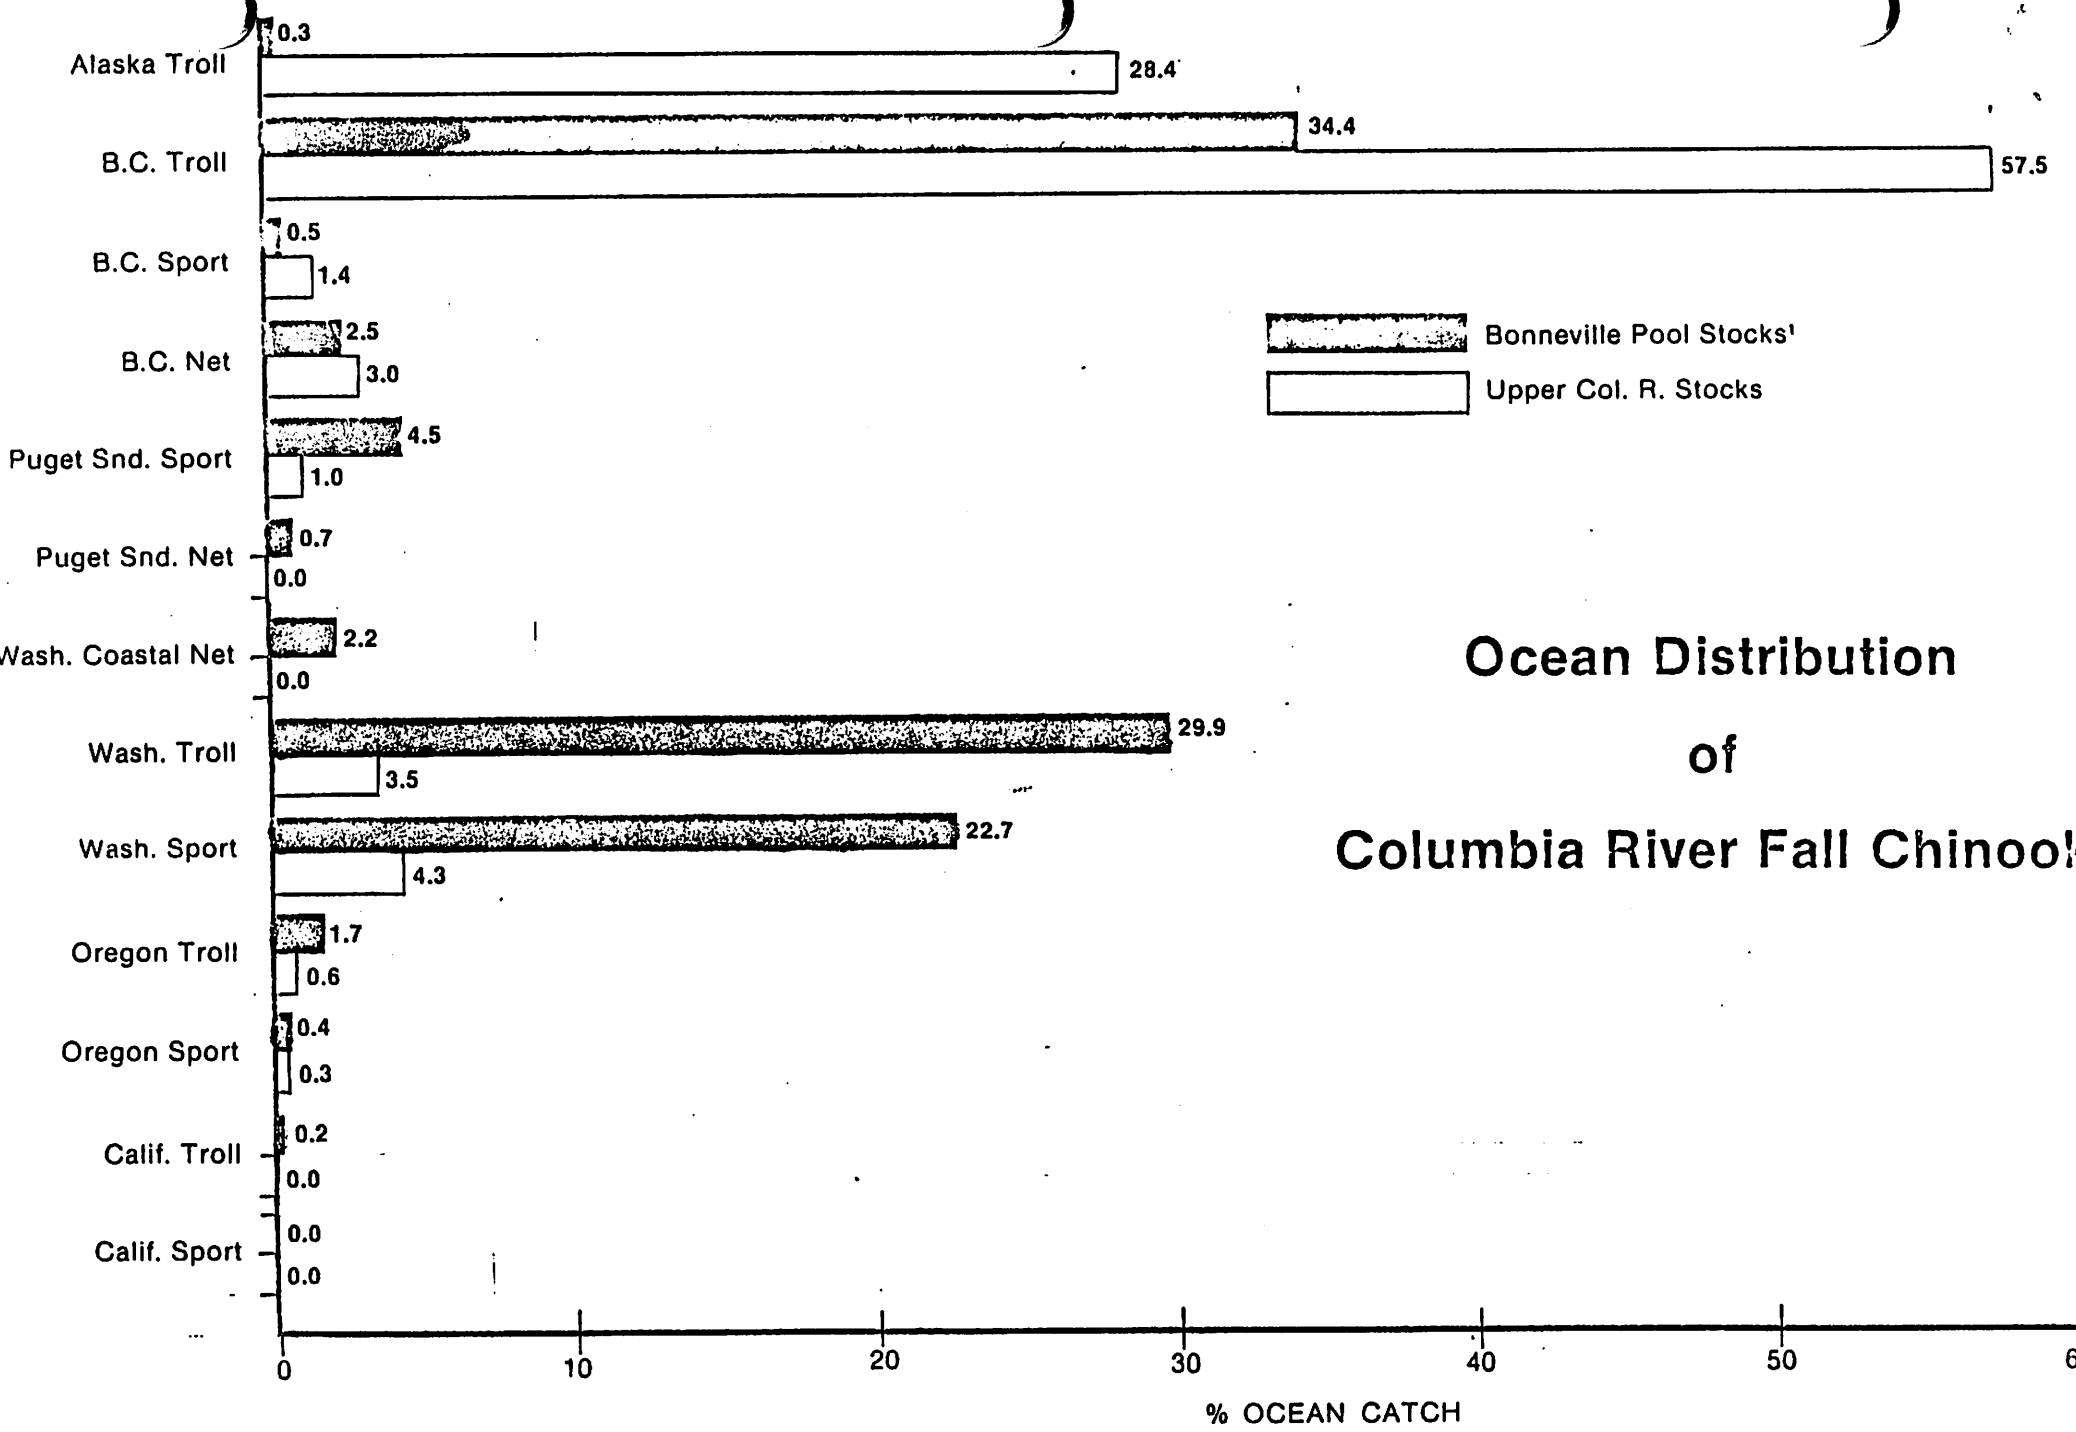 0.3
Alaska Troll
28.4
34.4
B.C. Troll
57.5
0.5
B.C. Sport
1.4
2.5
B.C. Net
3.0
4.5
Puget Snd. Sport
1.0
0.7
Puget Snd. Net
0.0
2.2
Wash. Coastal Net
0.0
29.9
Wash. Troll
3.5
22.7
Wash. Sport
4.3
1.7
Oregon Troll
0.6
0.4
Oregon Sport
0.3
0.2
Calif. Troll
0.0
0.0
Calif. Sport
0.0
Bonneville Pool Stocks¹
Upper Col. R. Stocks
Ocean Distribution
of
Columbia River Fall Chinook
0 10 20 30 40 50 6
% OCEAN CATCH